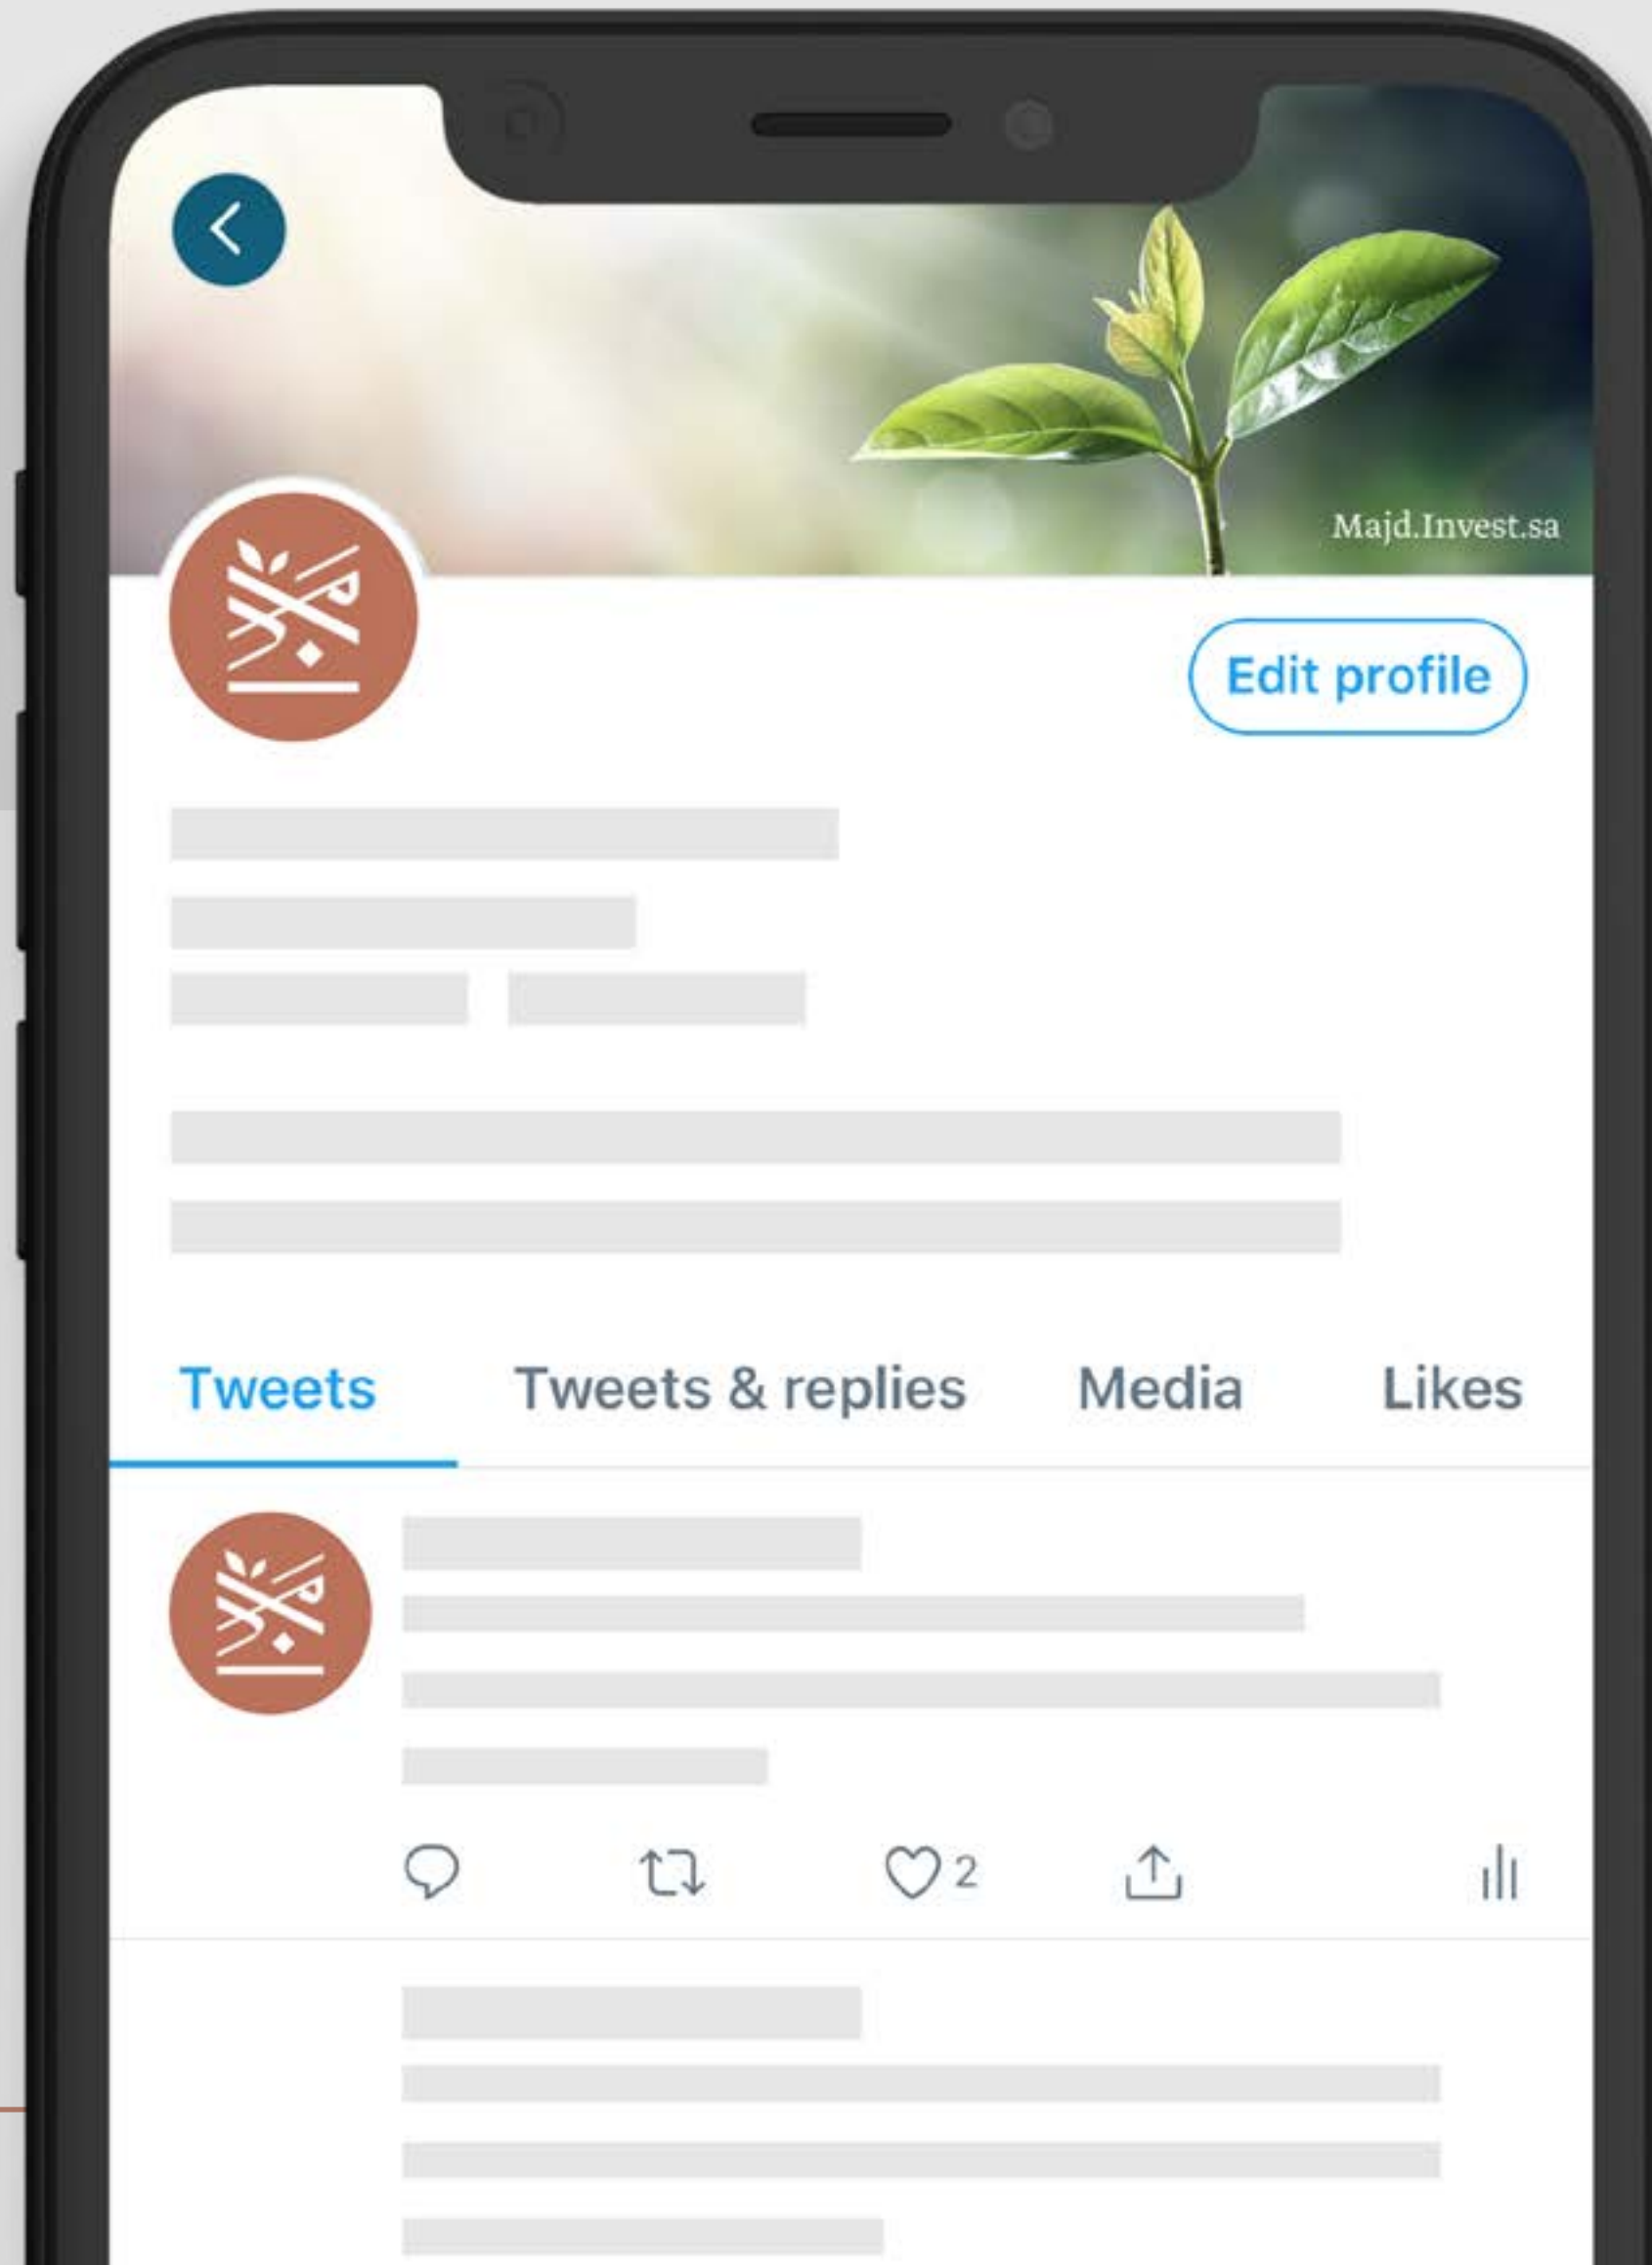 Majd.Invest.sa
Edit profile
Tweets
Tweets & replies
Media
Likes
2